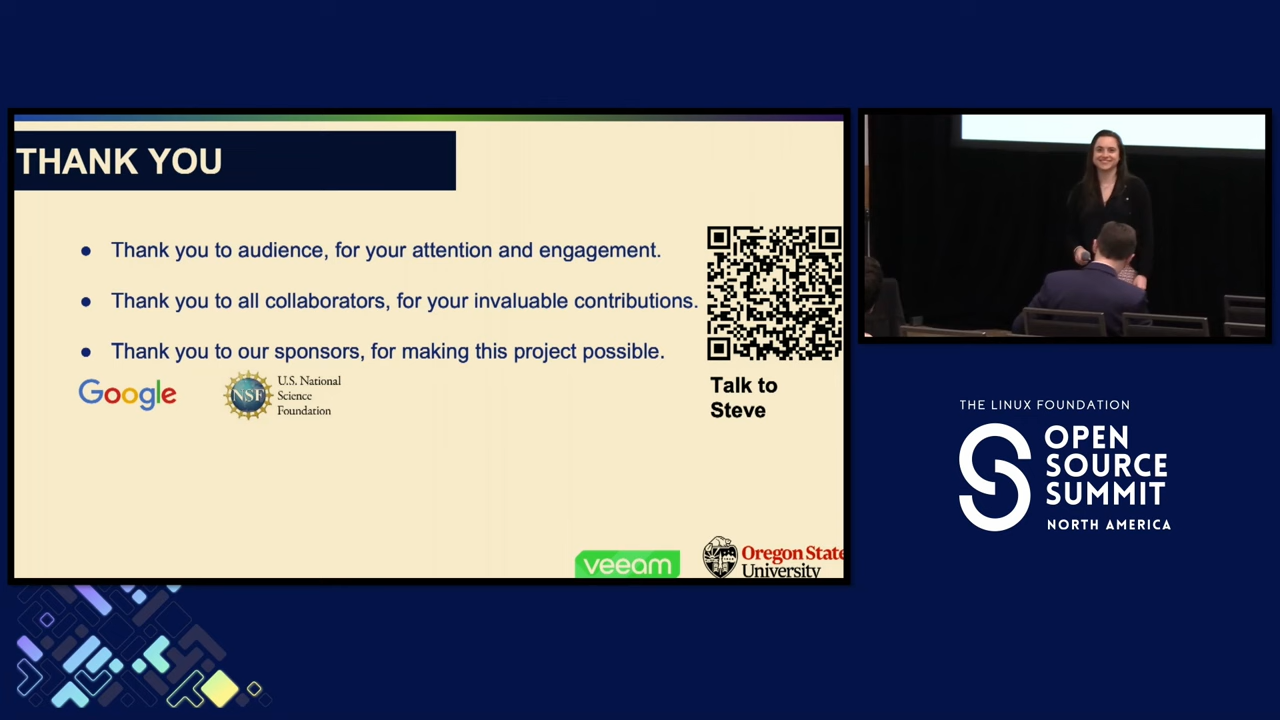 THANK YOU
● Thank you to audience, for your attention and engagement.
● Thank you to all collaborators, for your invaluable contributions.
● Thank you to our sponsors, for making this project possible.
Google
NSF
U.S. National
Science
Foundation
Talk to
Steve
veeam
Oregon State
University
THE LINUX FOUNDATION
OPEN
SOURCE
SUMMIT
NORTH AMERICA